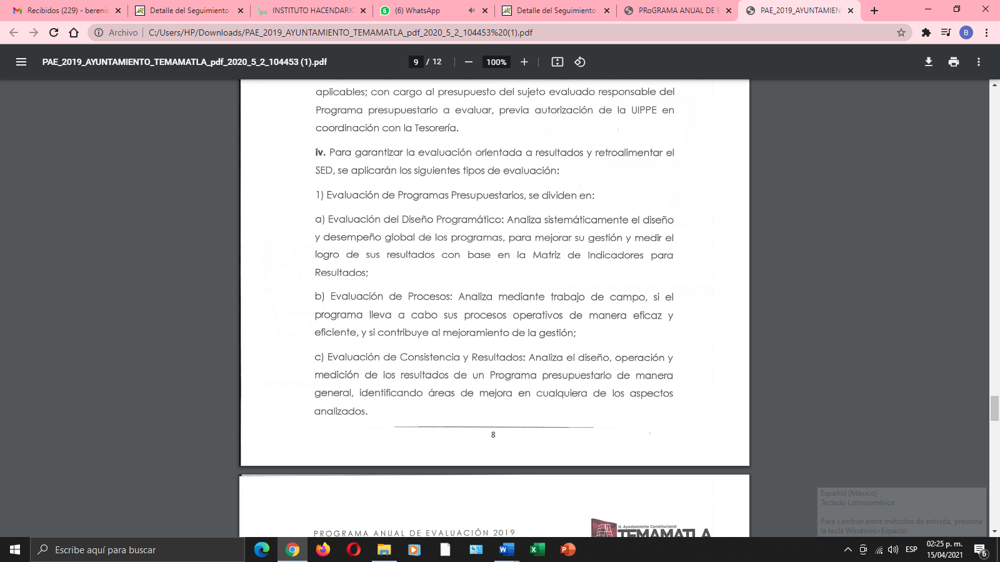 Recibidos (229) - berenic
Detalle del Seguimiento
INSTITUTO HACENDARIO
(6) WhatsApp
Detalle del Seguimiento
PRoGRAMA ANUAL DE E
PAE_2019_AYUNTAMIEN
Archivo
C:/Users/HP/Downloads/PAE_2019_AYUNTAMIENTO_TEMAMATLA_pdf_2020_5_2_104453%20(1).pdf
B
PAE_2019_AYUNTAMIENTO_TEMAMATLA_pdf_2020_5_2_104453 (1).pdf
9 / 12
100%
aplicables; con cargo al presupuesto del sujeto evaluado responsable del
Programa presupuestario a evaluar, previa autorización de la UIPPE en
coordinación con la Tesorería.
iv. Para garantizar la evaluación orientada a resultados y retroalimentar el
SED, se aplicarán los siguientes tipos de evaluación:
1) Evaluación de Programas Presupuestarios, se dividen en:
a) Evaluación del Diseño Programático: Analiza sistemáticamente el diseño
y desempeño global de los programas, para mejorar su gestión y medir el
logro de sus resultados con base en la Matriz de Indicadores para
Resultados;
b) Evaluación de Procesos: Analiza mediante trabajo de campo, si el
programa lleva a cabo sus procesos operativos de manera eficaz y
eficiente, y si contribuye al mejoramiento de la gestión;
c) Evaluación de Consistencia y Resultados: Analiza el diseño, operación y
medición de los resultados de un Programa presupuestario de manera
general, identificando áreas de mejora en cualquiera de los aspectos
analizados.
8
PROGRAMA ANUAL DE EVALUACIÓN 2019
H. Ayuntamiento Constitucional
TEMAMATLA
Español (México)
Teclado Latinoamérica
Para cambiar entre métodos de entrada, presiona
la tecla Windows+Espacio.
Escribe aquí para buscar
ESP
02:25 p. m.
15/04/2021
6